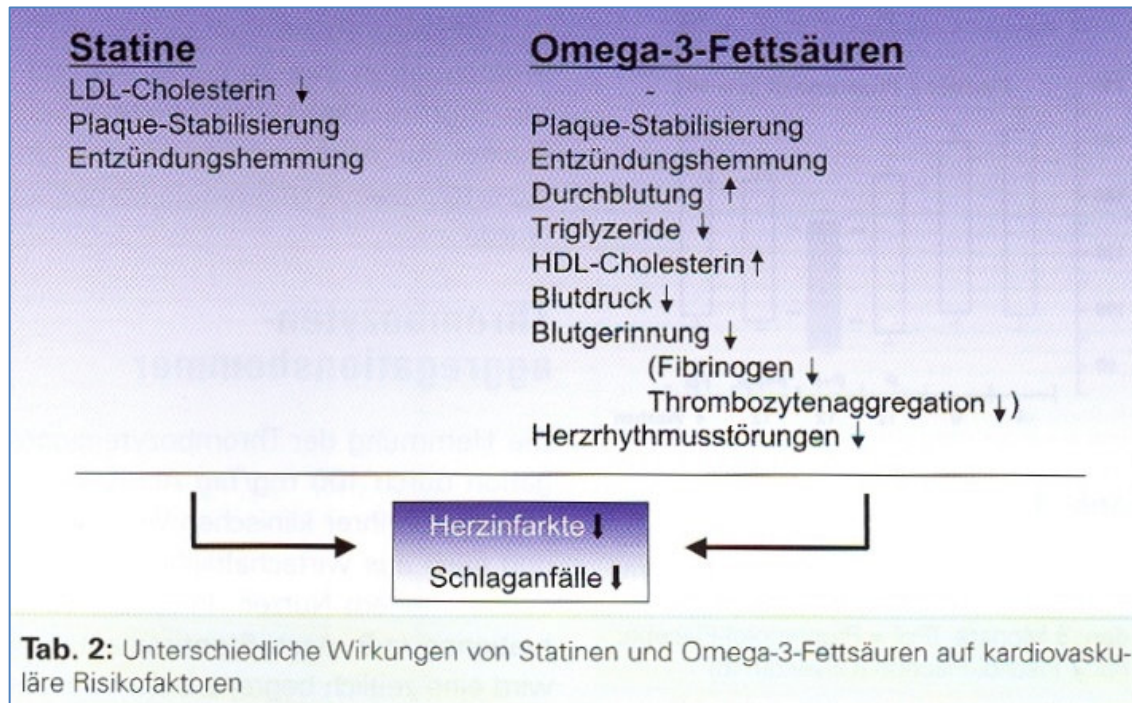 Statine
LDL-Cholesterin ↓
Plaque-Stabilisierung
Entzündungshemmung
Omega-3-Fettsäuren
-
Plaque-Stabilisierung
Entzündungshemmung
Durchblutung ↑
Triglyzeride ↓
HDL-Cholesterin ↑
Blutdruck ↓
Blutgerinnung ↓
(Fibrinogen ↓
Thrombozytenaggregation ↓)
Herzrhythmusstörungen ↓
Herzinfarkte ↓
Schlaganfälle ↓
Tab. 2: Unterschiedliche Wirkungen von Statinen und Omega-3-Fettsäuren auf kardiovasku-
läre Risikofaktoren